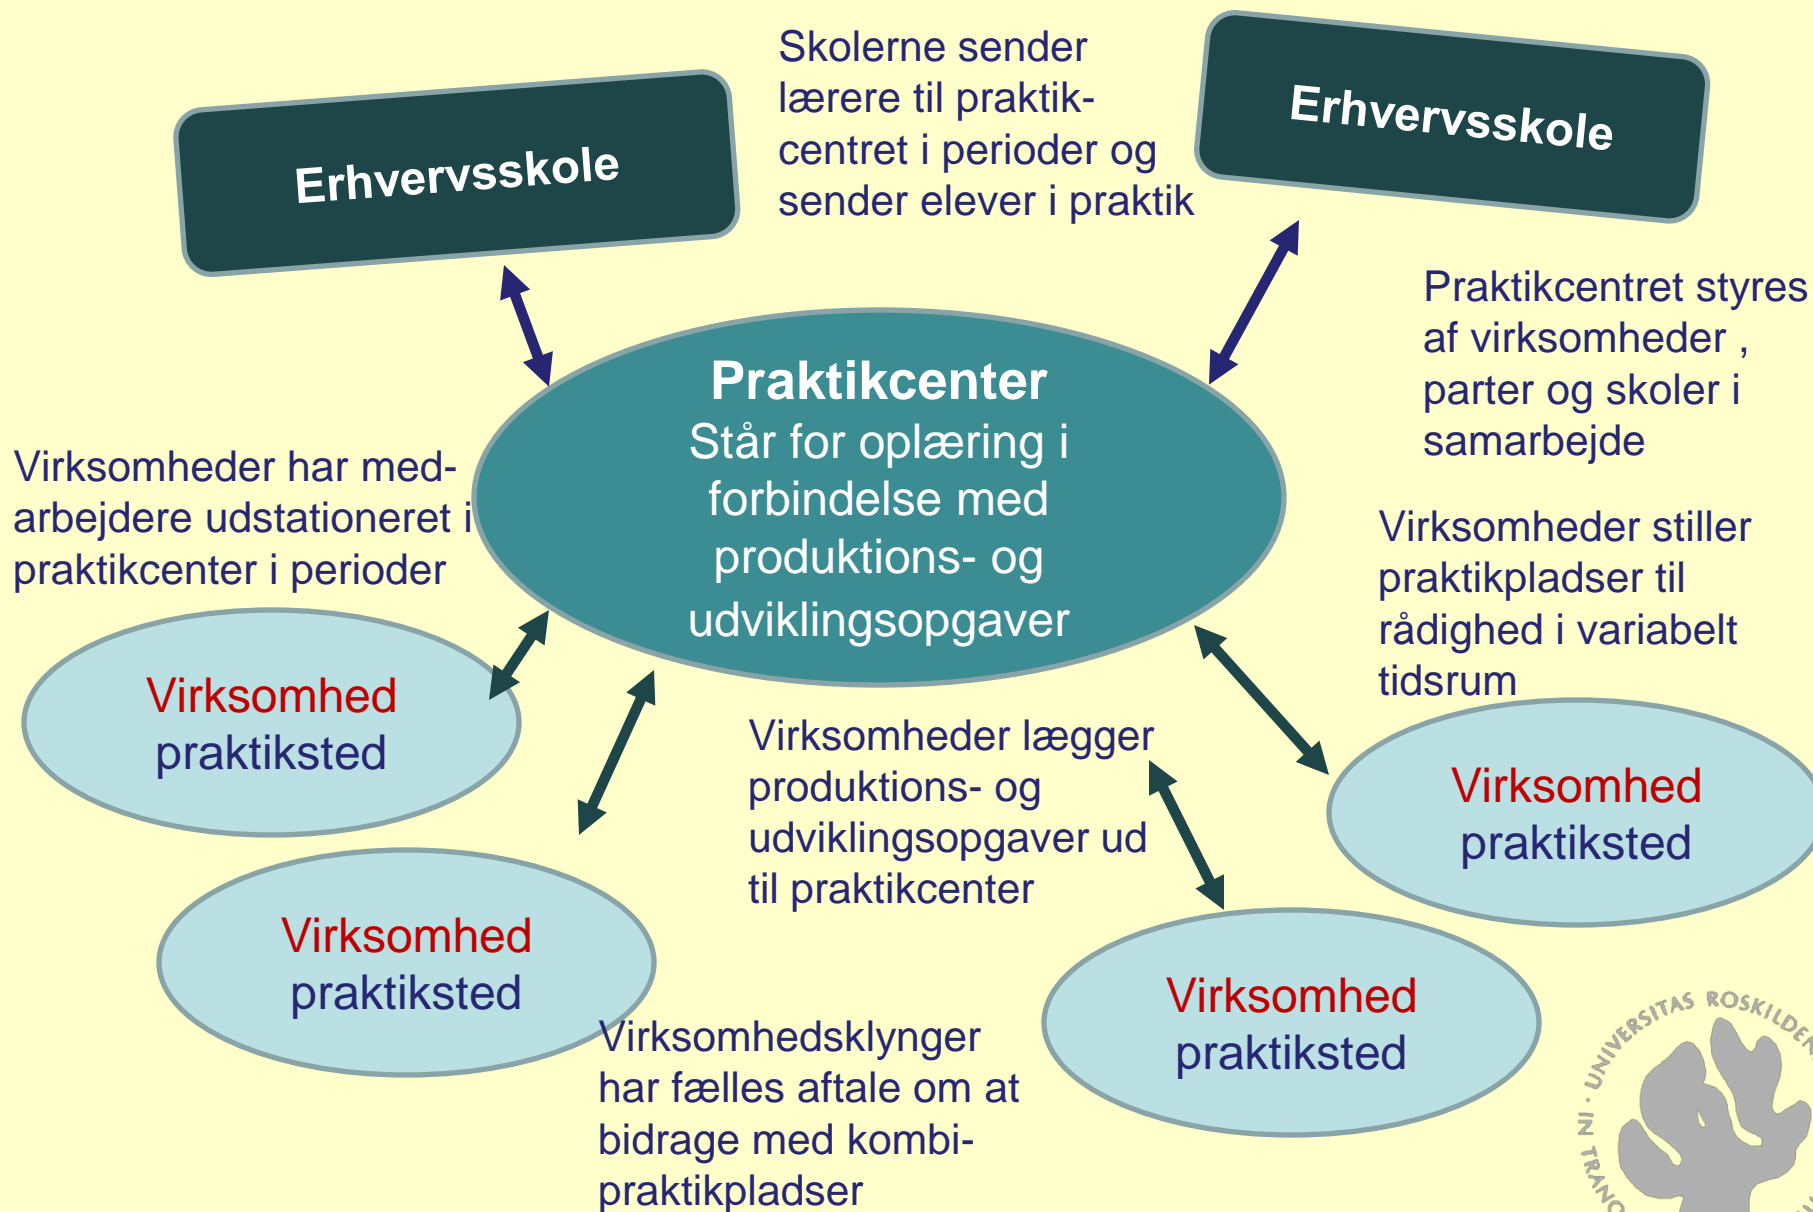 Skolerne sender
lærere til praktik-
centret i perioder og
sender elever i praktik
Erhvervsskole
Erhvervsskole
Praktikcentret styres
af virksomheder ,
parter og skoler i
samarbejde
Praktikcenter
Står for oplæring i
forbindelse med
produktions- og
udviklingsopgaver
Virksomheder har med-
arbejdere udstationeret i
praktikcenter i perioder
Virksomheder stiller
praktikpladser til
rådighed i variabelt
tidsrum
Virksomhed
praktiksted
Virksomheder lægger
produktions- og
udviklingsopgaver ud
til praktikcenter
Virksomhed
praktiksted
Virksomhed
praktiksted
Virksomhed
praktiksted
Virksomhedsklynger
har fælles aftale om at
bidrage med kombi-
praktikpladser
IN · UNIVERSITAS